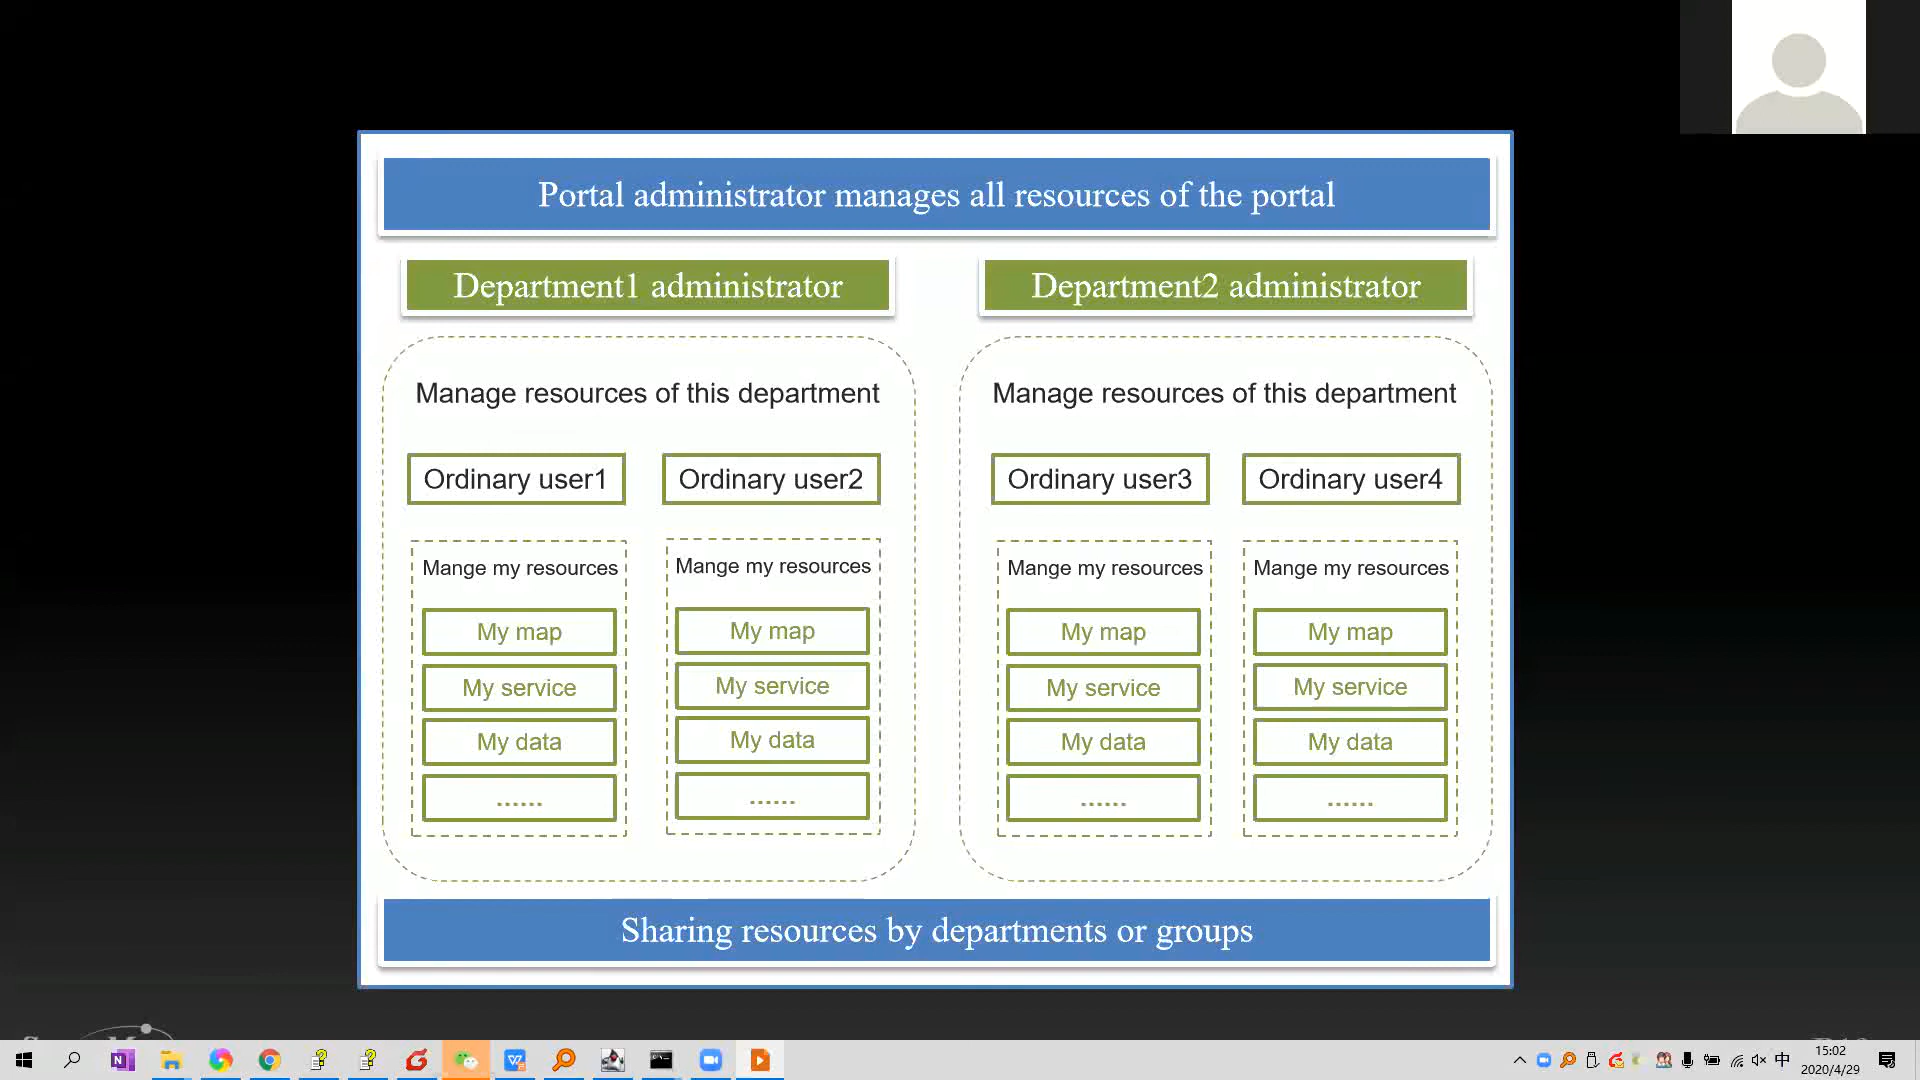 Portal administrator manages all resources of the portal
Department1 administrator
Department2 administrator
Manage resources of this department
Manage resources of this department
Ordinary user1
Ordinary user2
Ordinary user3
Ordinary user4
Mange my resources
Mange my resources
Mange my resources
Mange my resources
My map
My map
My map
My map
My service
My service
My service
My service
My data
My data
My data
My data
......
......
......
......
Sharing resources by departments or groups
中
15:02
2020/4/29